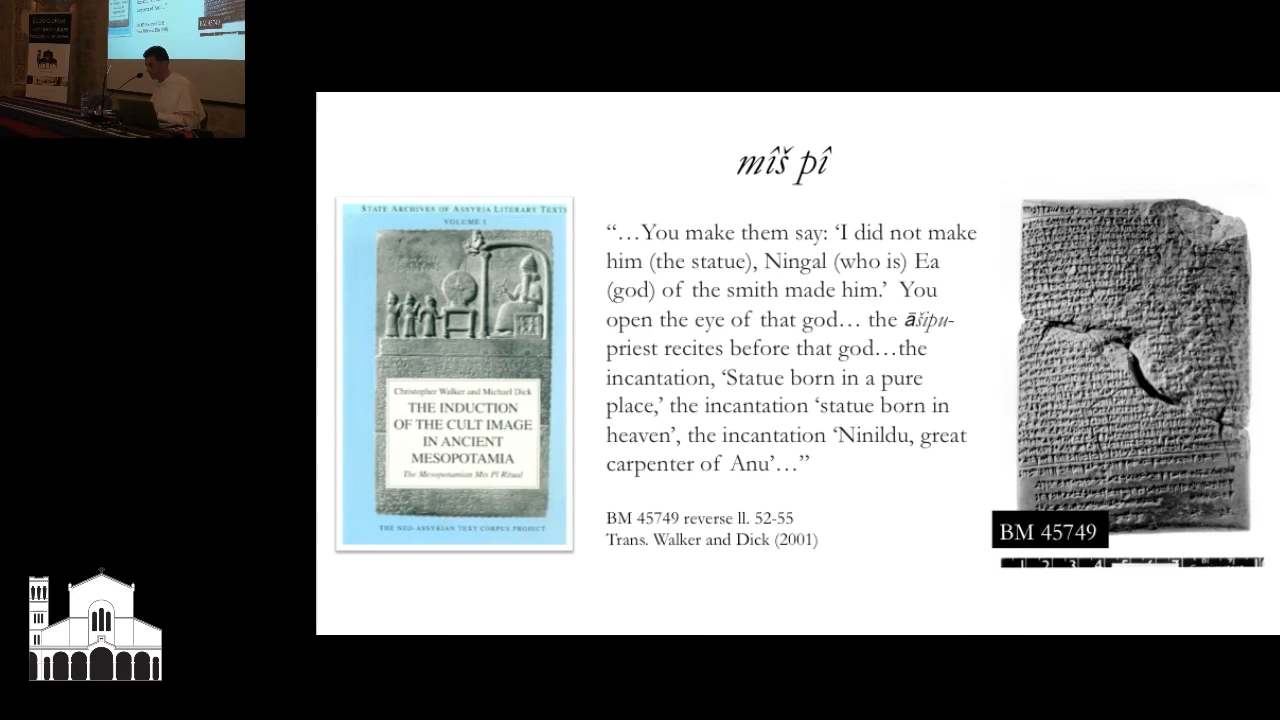 mîš pî
STATE ARCHIVES OF ASSYRIA LITERARY TEXTS
VOLUME I
Christopher Walker and Michael Dick
THE INDUCTION
OF THE CULT IMAGE
IN ANCIENT
MESOPOTAMIA
The Mesopotamian Mīs Pî Ritual
THE NEO-ASSYRIAN TEXT CORPUS PROJECT
“…You make them say: ‘I did not make
him (the statue), Ningal (who is) Ea
(god) of the smith made him.’ You
open the eye of that god… the āšipu-
priest recites before that god…the
incantation, ‘Statue born in a pure
place,’ the incantation ‘statue born in
heaven’, the incantation ‘Ninildu, great
carpenter of Anu’…”
BM 45749 reverse ll. 52-55
Trans. Walker and Dick (2001)
BM 45749
1 2 3 4 5